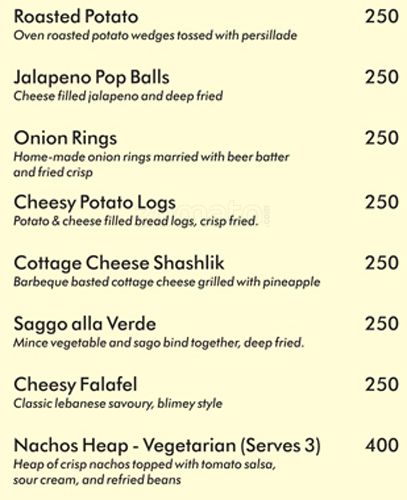 Roasted Potato 250
Oven roasted potato wedges tossed with persillade
Jalapeno Pop Balls 250
Cheese filled jalapeno and deep fried
Onion Rings 250
Home-made onion rings married with beer batter
and fried crisp
Cheesy Potato Logs 250
Potato & cheese filled bread logs, crisp fried.
Cottage Cheese Shashlik 250
Barbeque basted cottage cheese grilled with pineapple
Saggo alla Verde 250
Mince vegetable and sago bind together, deep fried.
Cheesy Falafel 250
Classic lebanese savoury, blimey style
Nachos Heap - Vegetarian (Serves 3) 400
Heap of crisp nachos topped with tomato salsa,
sour cream, and refried beans